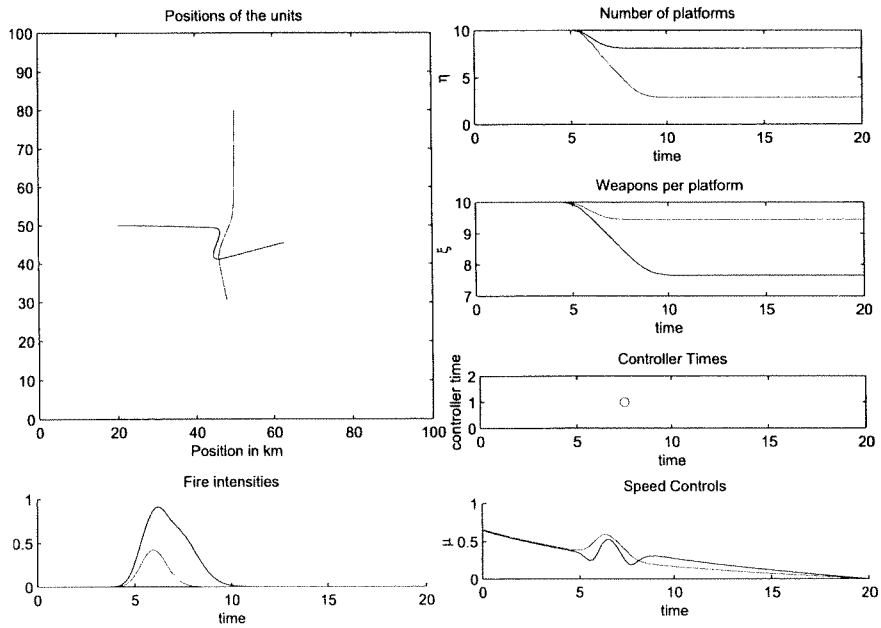 Positions of the units
100
90
80
70
60
50
40
30
20
10
0
0 20 40 60 80 100
Position in km
Number of platforms
10
5
0
η
0 5 10 15 20
time
Weapons per platform
10
9
8
7
ξ
0 5 10 15 20
time
Controller Times
2
1
0
controller time
0 5 10 15 20
time
Fire intensities
1
0.5
0
0 5 10 15 20
time
Speed Controls
1
0.5
0
μ
0 5 10 15 20
time